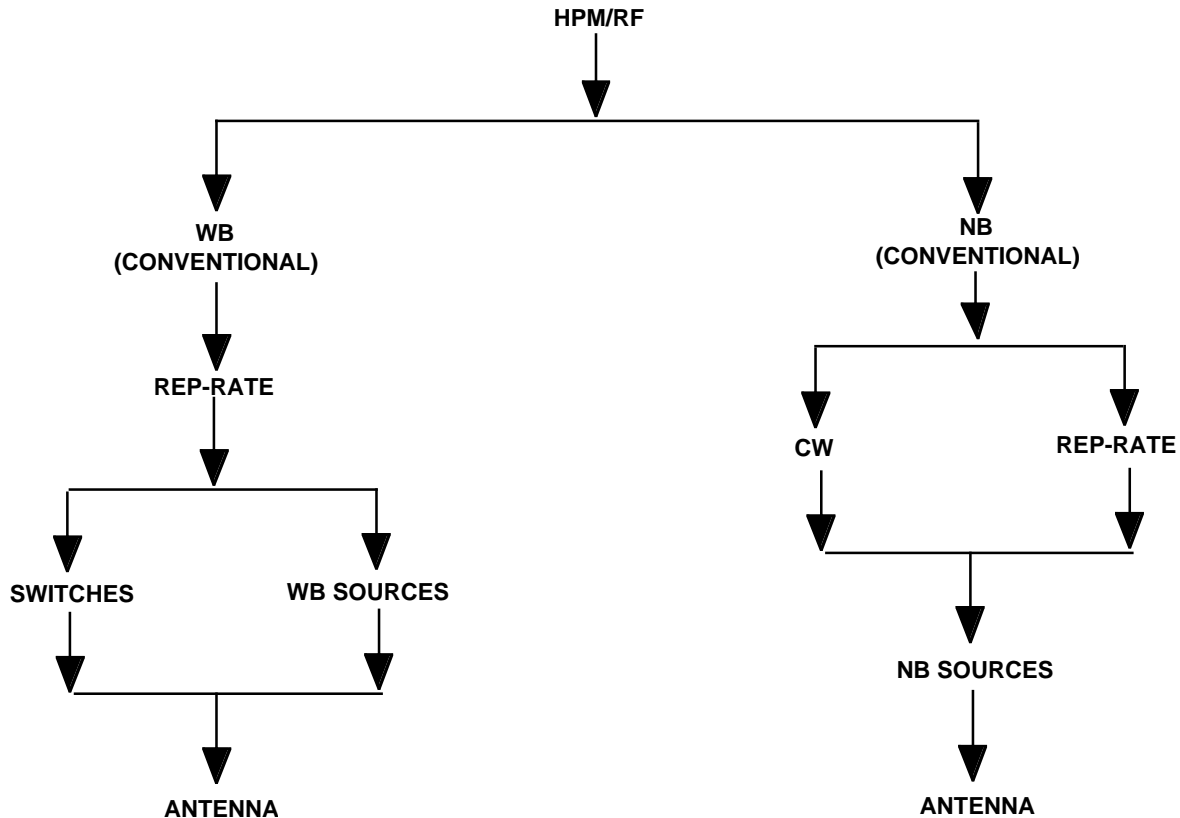 HPM/RF
WB
(CONVENTIONAL)
NB
(CONVENTIONAL)
REP-RATE
CW
REP-RATE
SWITCHES
WB SOURCES
NB SOURCES
ANTENNA
ANTENNA